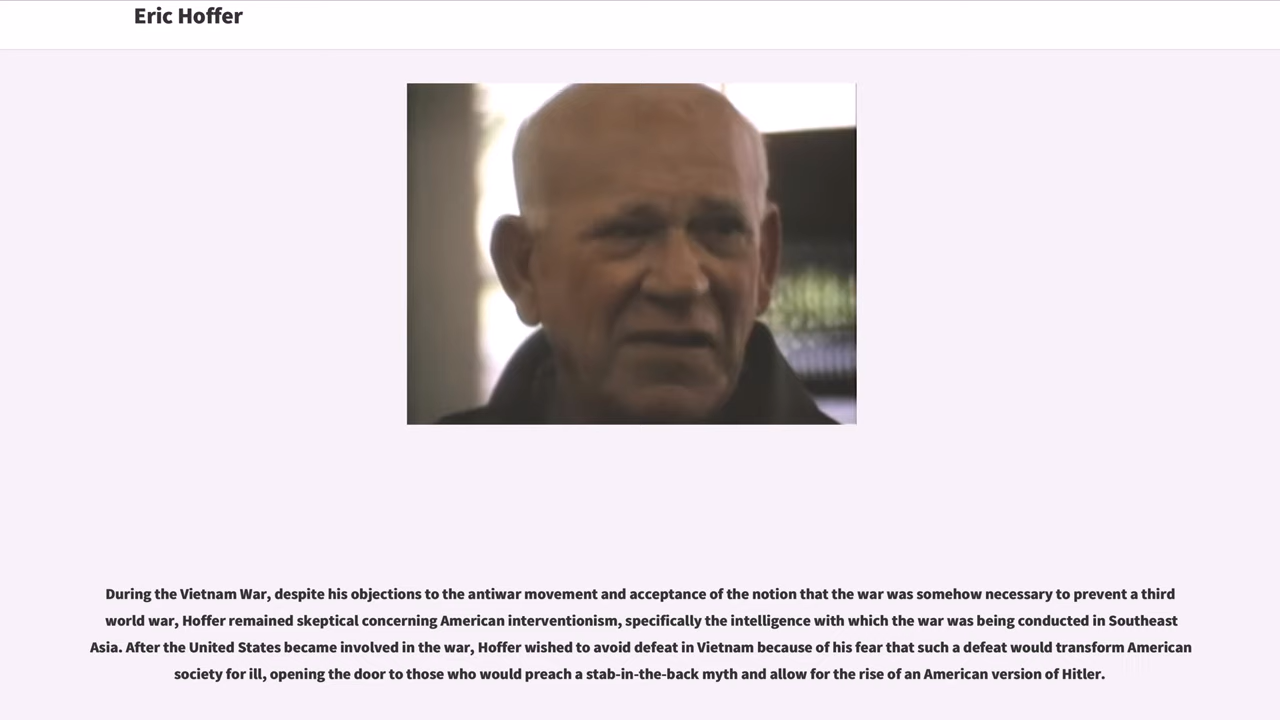 Eric Hoffer
During the Vietnam War, despite his objections to the antiwar movement and acceptance of the notion that the war was somehow necessary to prevent a third
world war, Hoffer remained skeptical concerning American interventionism, specifically the intelligence with which the war was being conducted in Southeast
Asia. After the United States became involved in the war, Hoffer wished to avoid defeat in Vietnam because of his fear that such a defeat would transform American
society for ill, opening the door to those who would preach a stab-in-the-back myth and allow for the rise of an American version of Hitler.